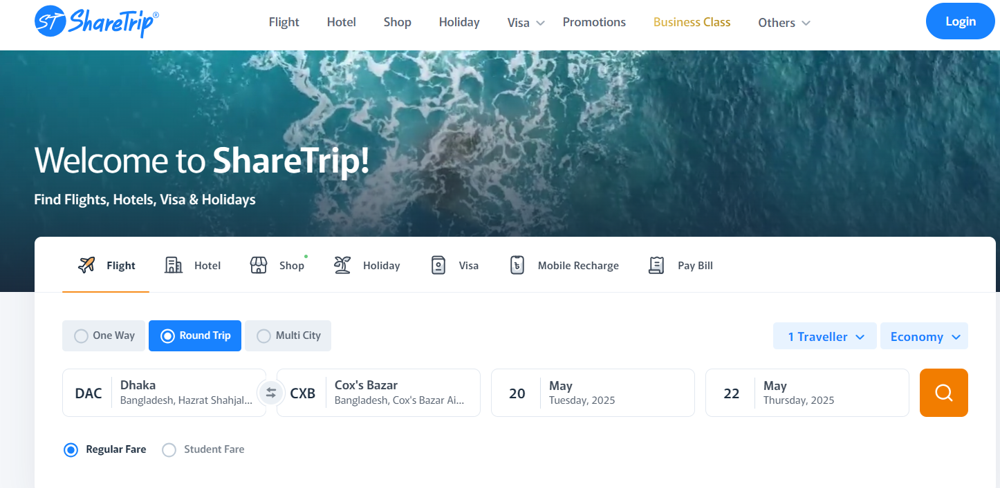 ST ShareTrip®
Flight Hotel Shop Holiday Visa Promotions Business Class Others Login
Welcome to ShareTrip!
Find Flights, Hotels, Visa & Holidays
Flight Hotel Shop Holiday Visa ৳ Mobile Recharge Pay Bill
One Way Round Trip Multi City 1 Traveller Economy
DAC Dhaka CXB Cox's Bazar 20 May 22 May
Bangladesh, Hazrat Shahjal... Bangladesh, Cox's Bazar Ai... Tuesday, 2025 Thursday, 2025
Regular Fare Student Fare